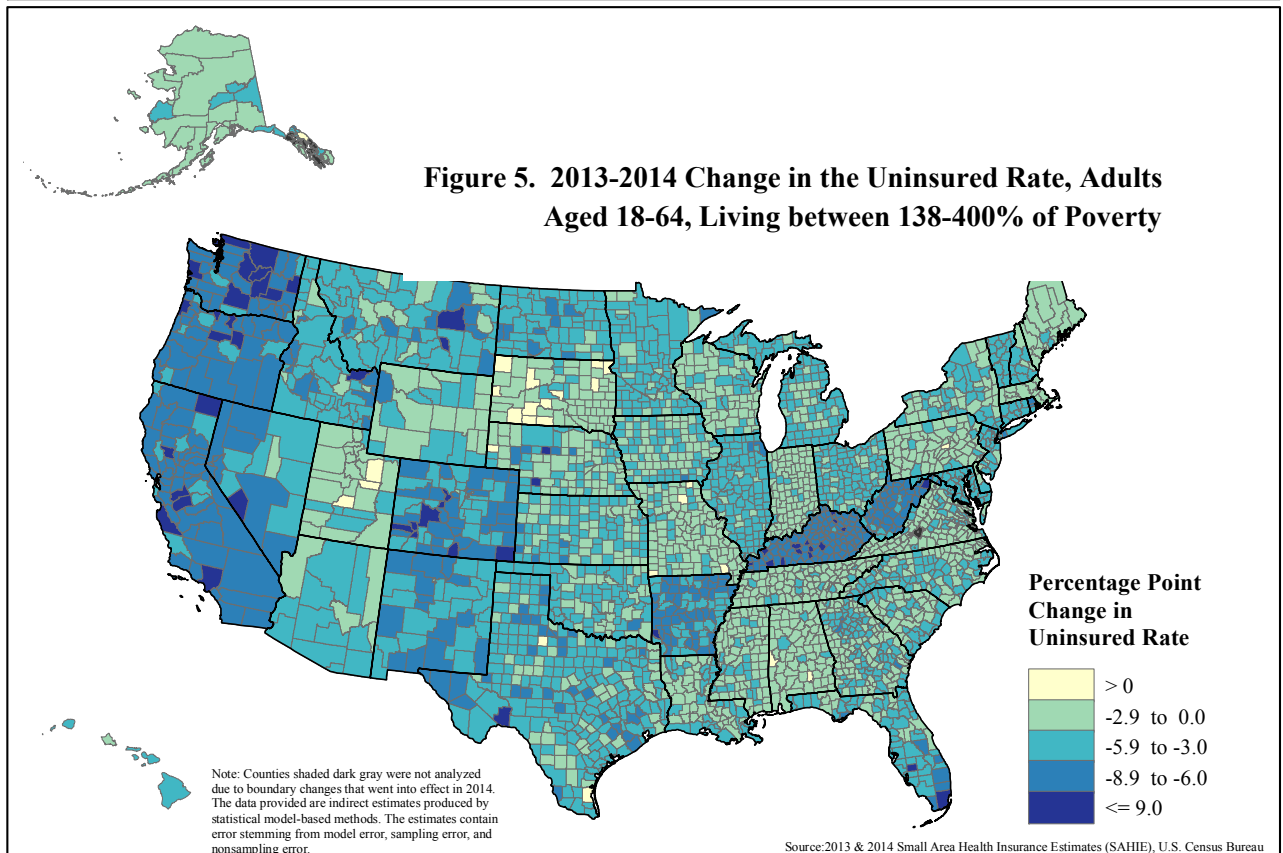 Figure 5. 2013-2014 Change in the Uninsured Rate, Adults
Aged 18-64, Living between 138-400% of Poverty
Percentage Point
Change in
Uninsured Rate
> 0
-2.9 to 0.0
-5.9 to -3.0
-8.9 to -6.0
<= 9.0
Note: Counties shaded dark gray were not analyzed
due to boundary changes that went into effect in 2014.
The data provided are indirect estimates produced by
statistical model-based methods. The estimates contain
error stemming from model error, sampling error, and
nonsampling error.
Source:2013 & 2014 Small Area Health Insurance Estimates (SAHIE), U.S. Census Bureau